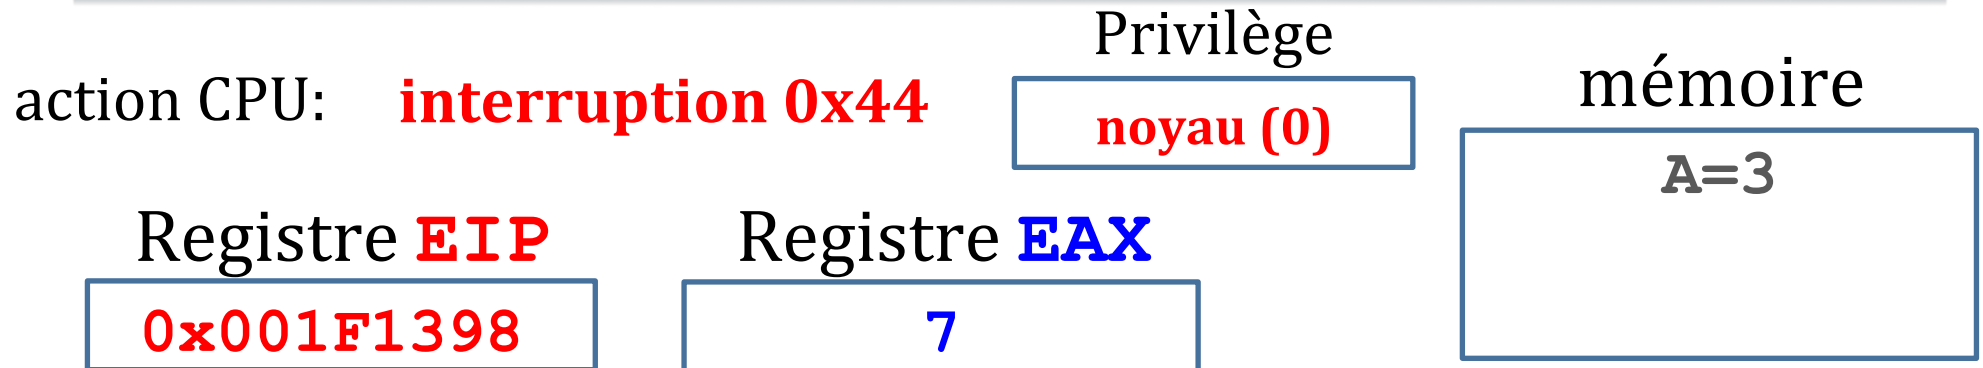 Privilège
action CPU: interruption 0x44
noyau (0)
mémoire
A=3
Registre EIP
0x001F1398
Registre EAX
7